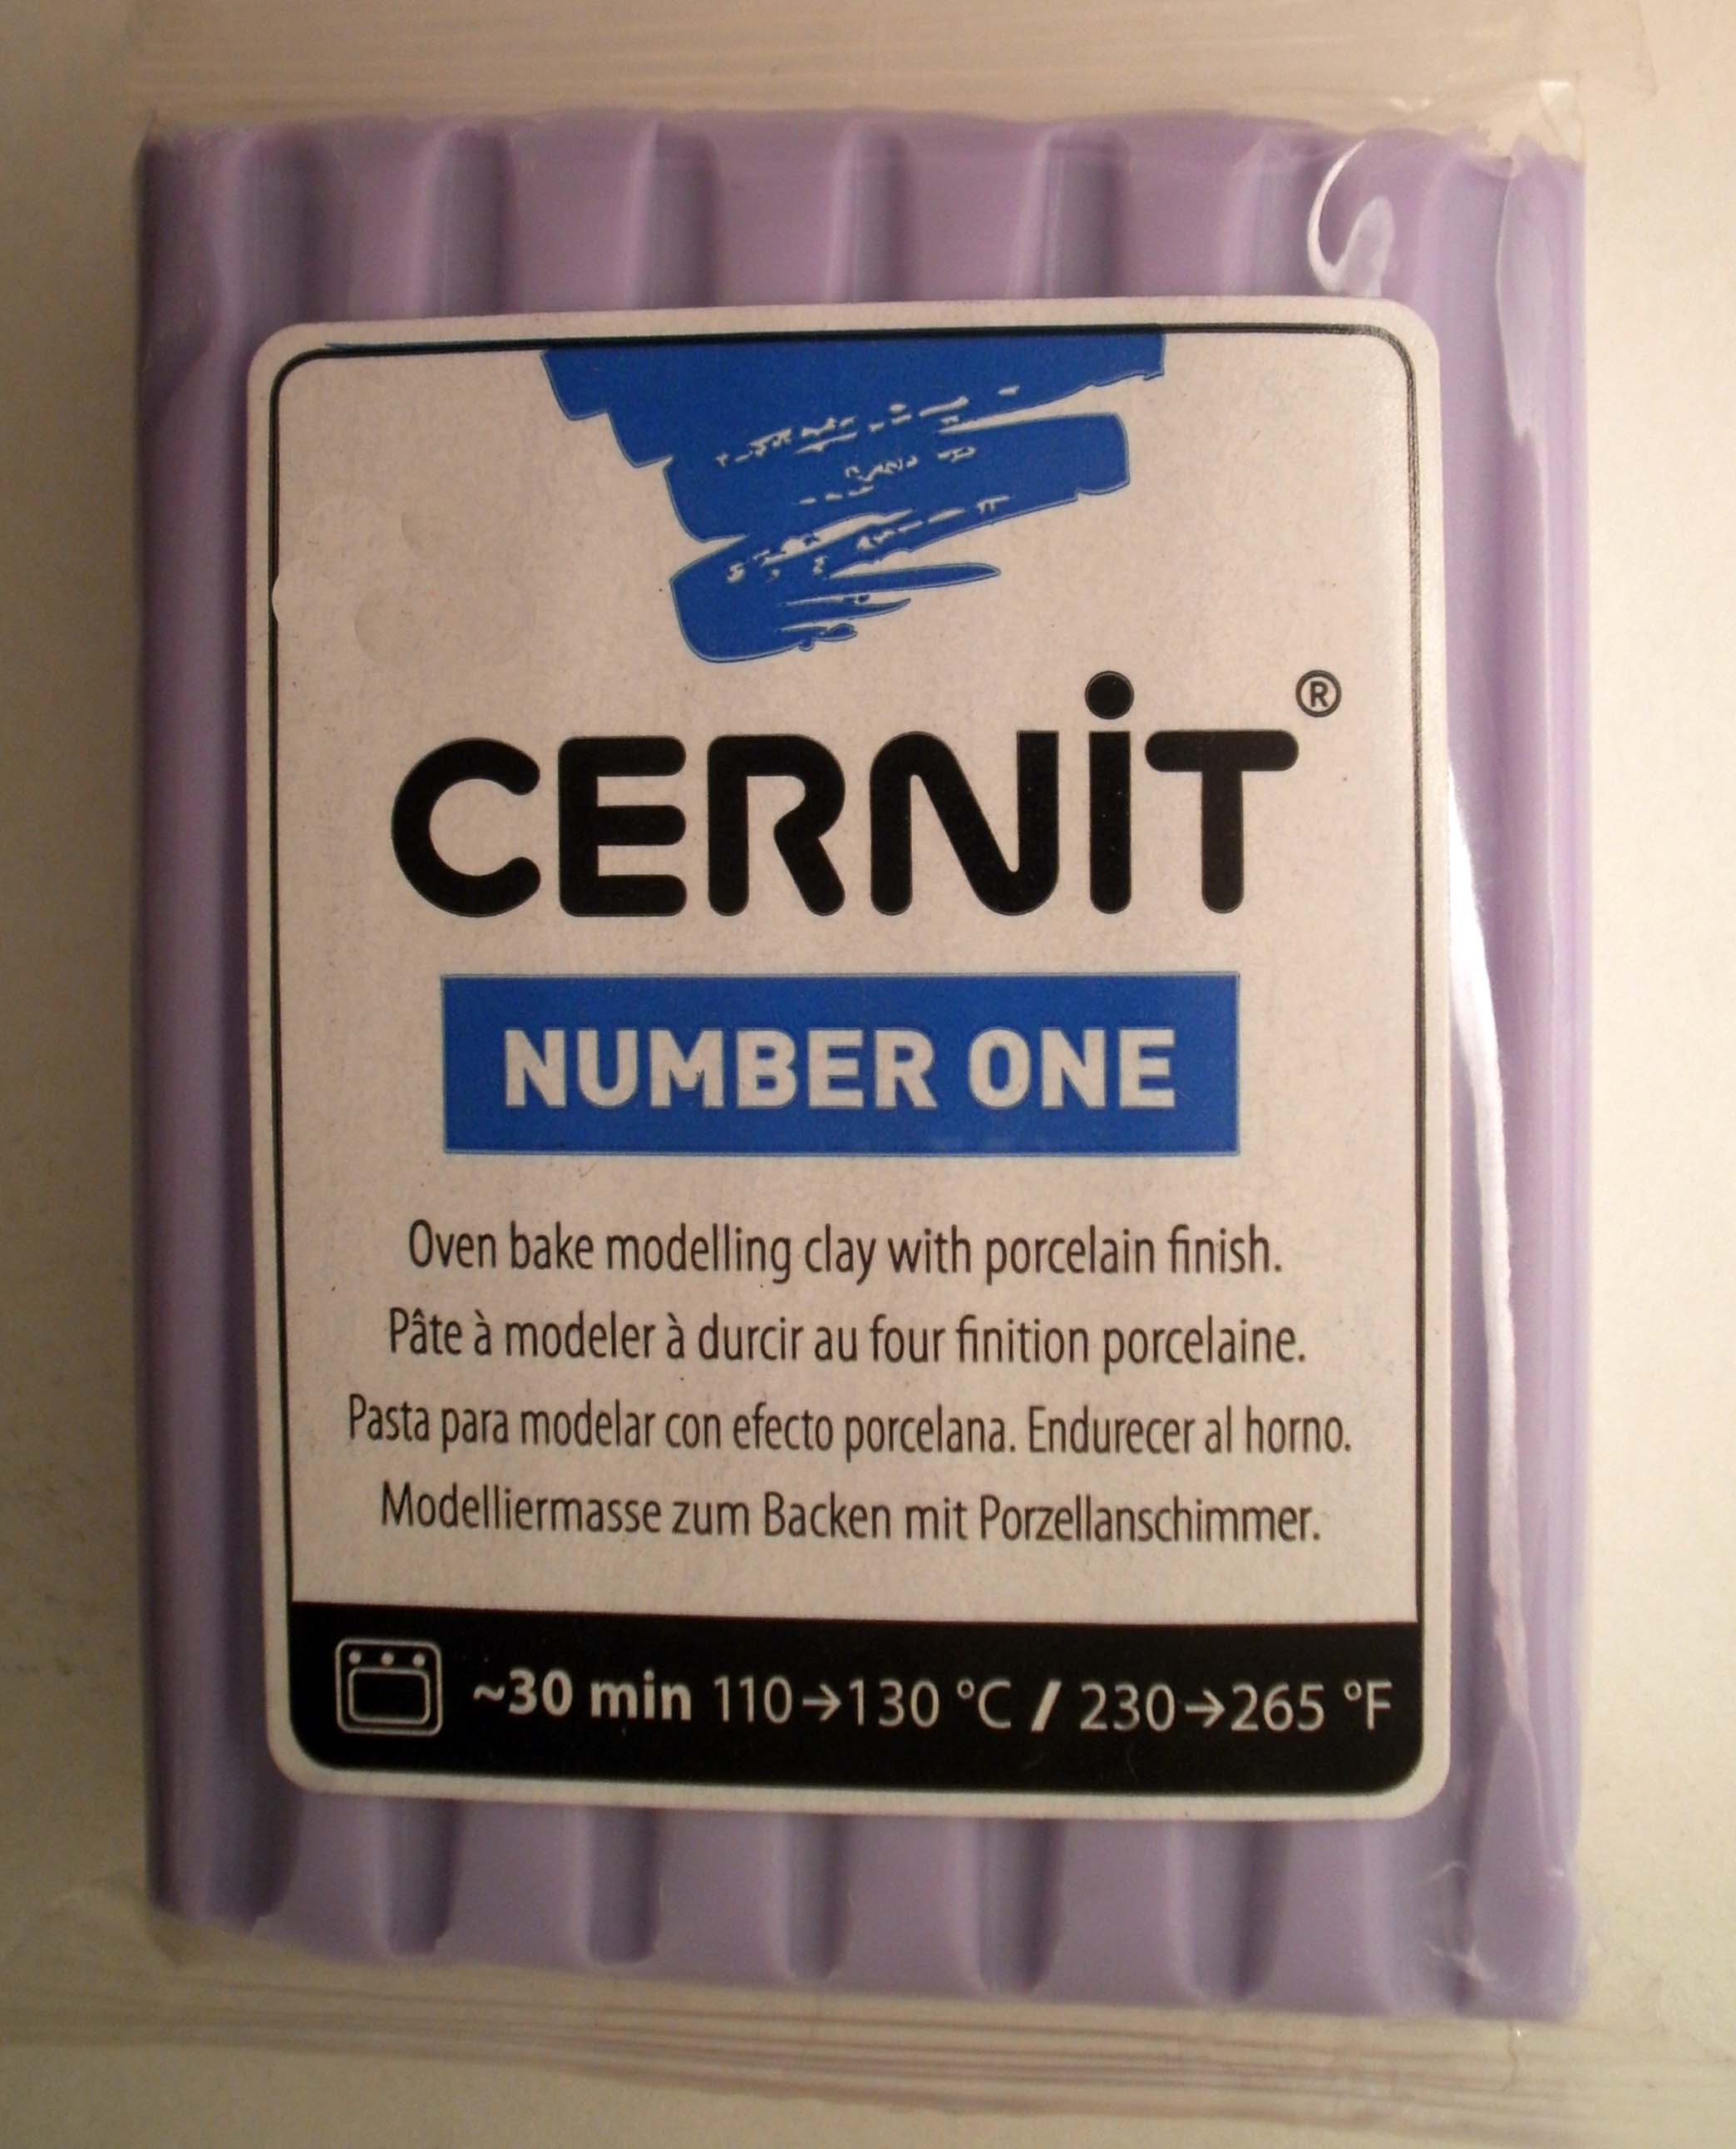 CERNiT®
NUMBER ONE
Oven bake modelling clay with porcelain finish.
Pâte à modeler à durcir au four finition porcelaine.
Pasta para modelar con efecto porcelana. Endurecer al horno.
Modelliermasse zum Backen mit Porzellanschimmer.
~30 min 110→130 °C / 230→265 °F